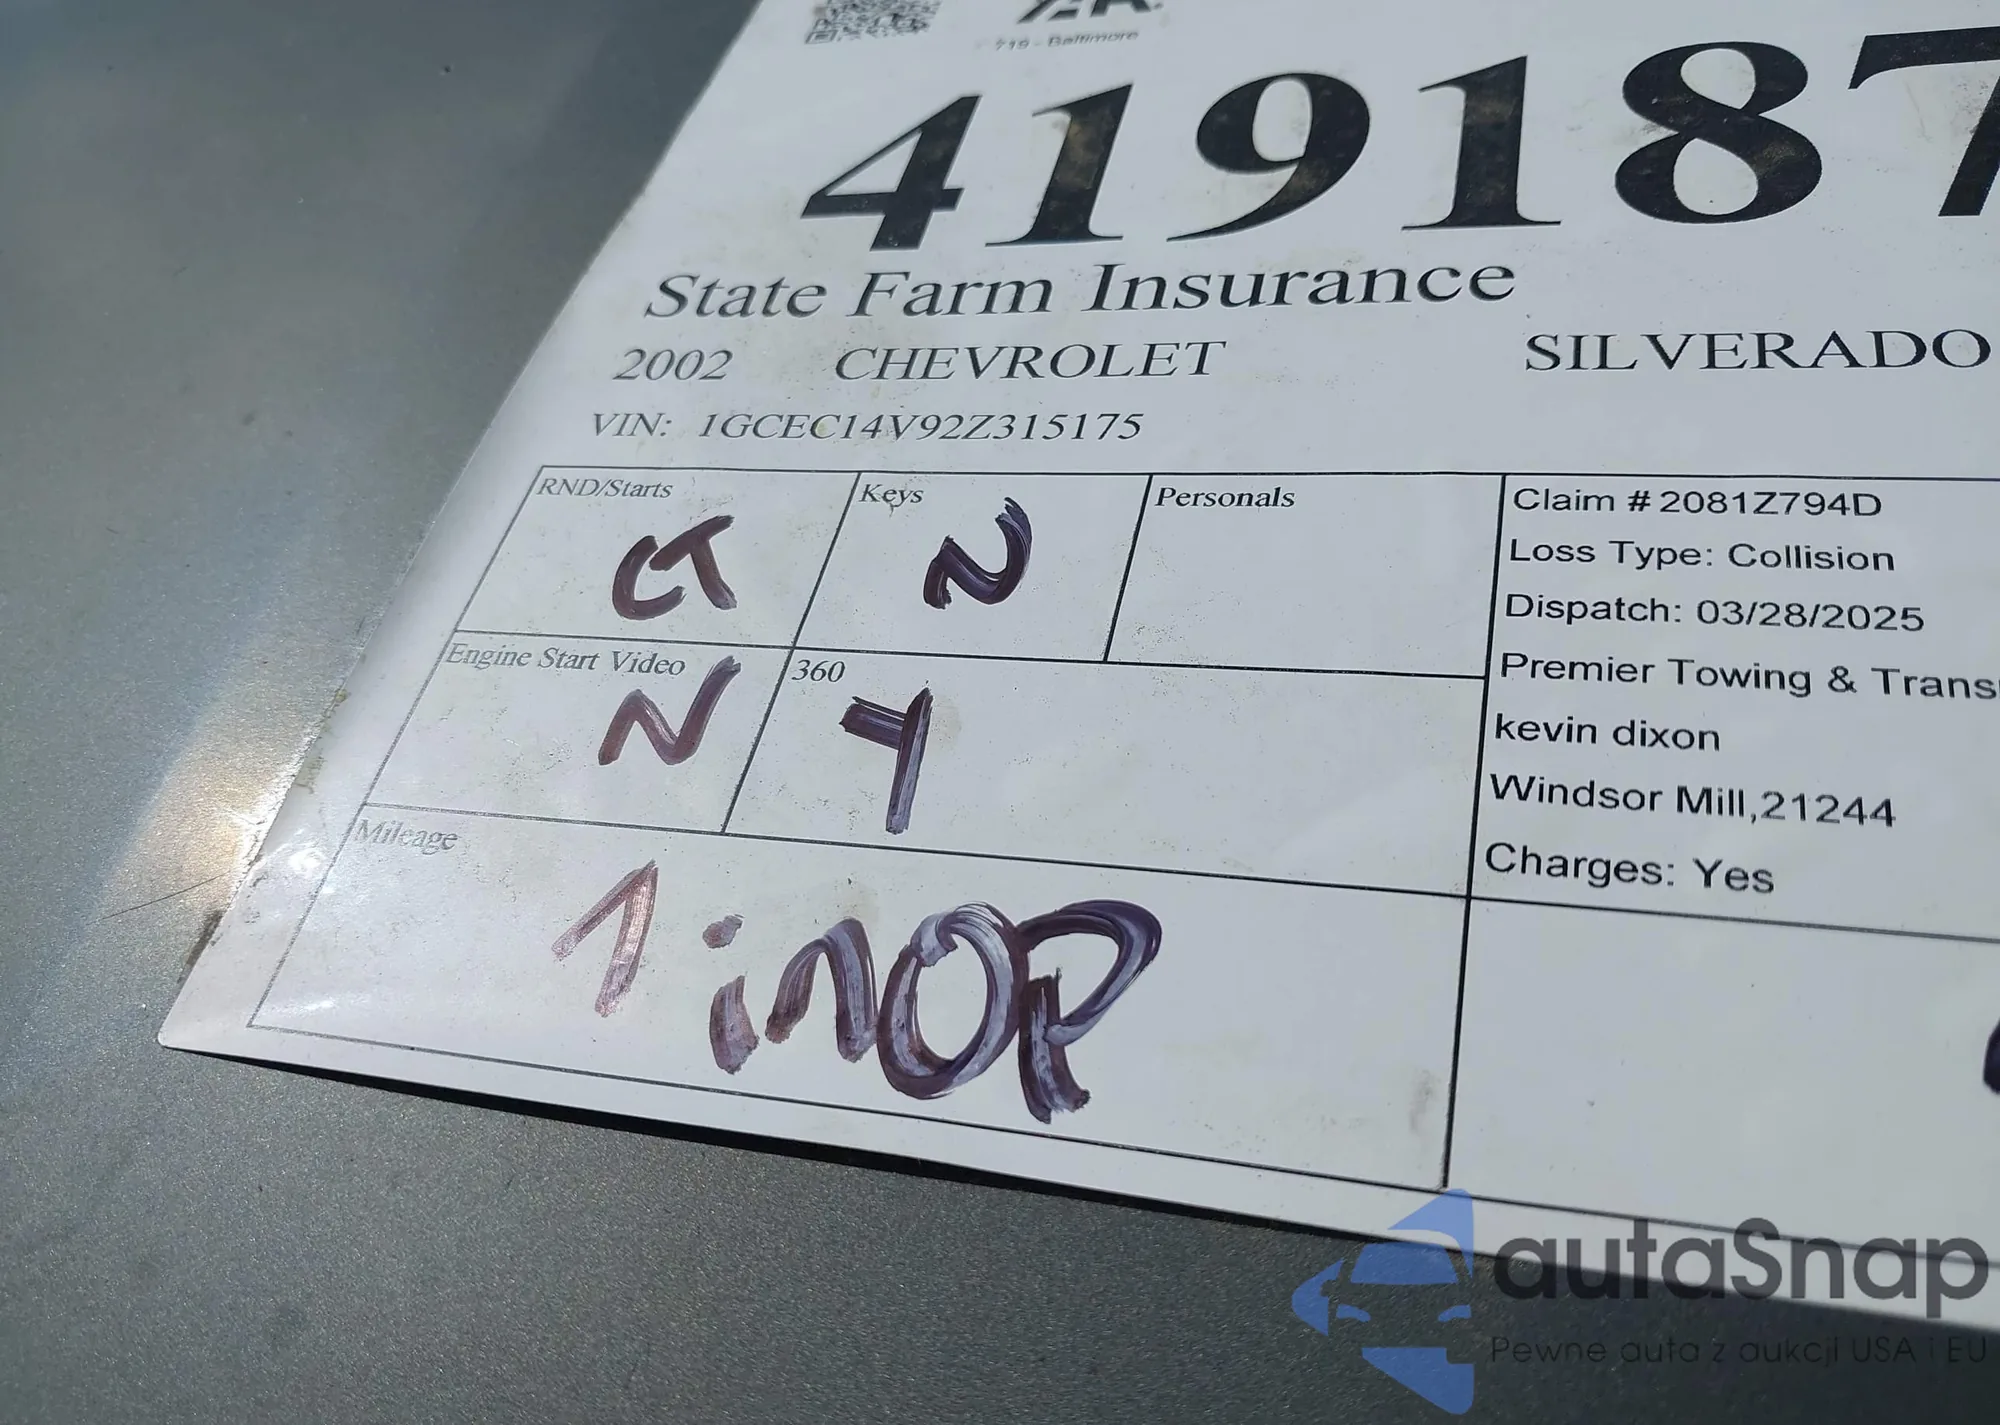 719 - Baltimore
419187
State Farm Insurance
2002 CHEVROLET SILVERADO
VIN: 1GCEC14V92Z315175
RND/Starts
CT
Keys
N
Personals
Engine Start Video
N
360
Y
Mileage
1 inOP
Claim # 2081Z794D
Loss Type: Collision
Dispatch: 03/28/2025
Premier Towing & Trans
kevin dixon
Windsor Mill,21244
Charges: Yes
autaSnap
Pewne auta z aukcji USA i EU